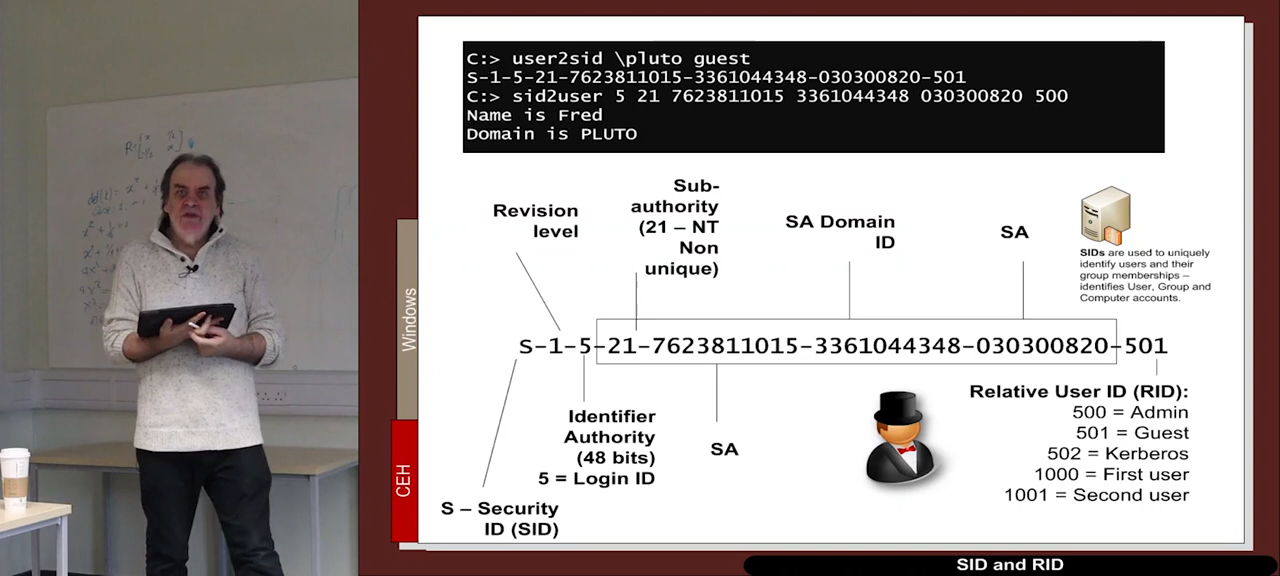 C:> user2sid \pluto guest
S-1-5-21-7623811015-3361044348-030300820-501
C:> sid2user 5 21 7623811015 3361044348 030300820 500
Name is Fred
Domain is PLUTO
Revision
level
Sub-
authority
(21 – NT
Non
unique)
SA Domain
ID
SA
SIDs are used to uniquely
identify users and their
group memberships –
identifies User, Group and
Computer accounts.
S-1-5-21-7623811015-3361044348-030300820-501
Identifier
Authority
(48 bits)
5 = Login ID
SA
S – Security
ID (SID)
Relative User ID (RID):
500 = Admin
501 = Guest
502 = Kerberos
1000 = First user
1001 = Second user
Windows
CEH
SID and RID